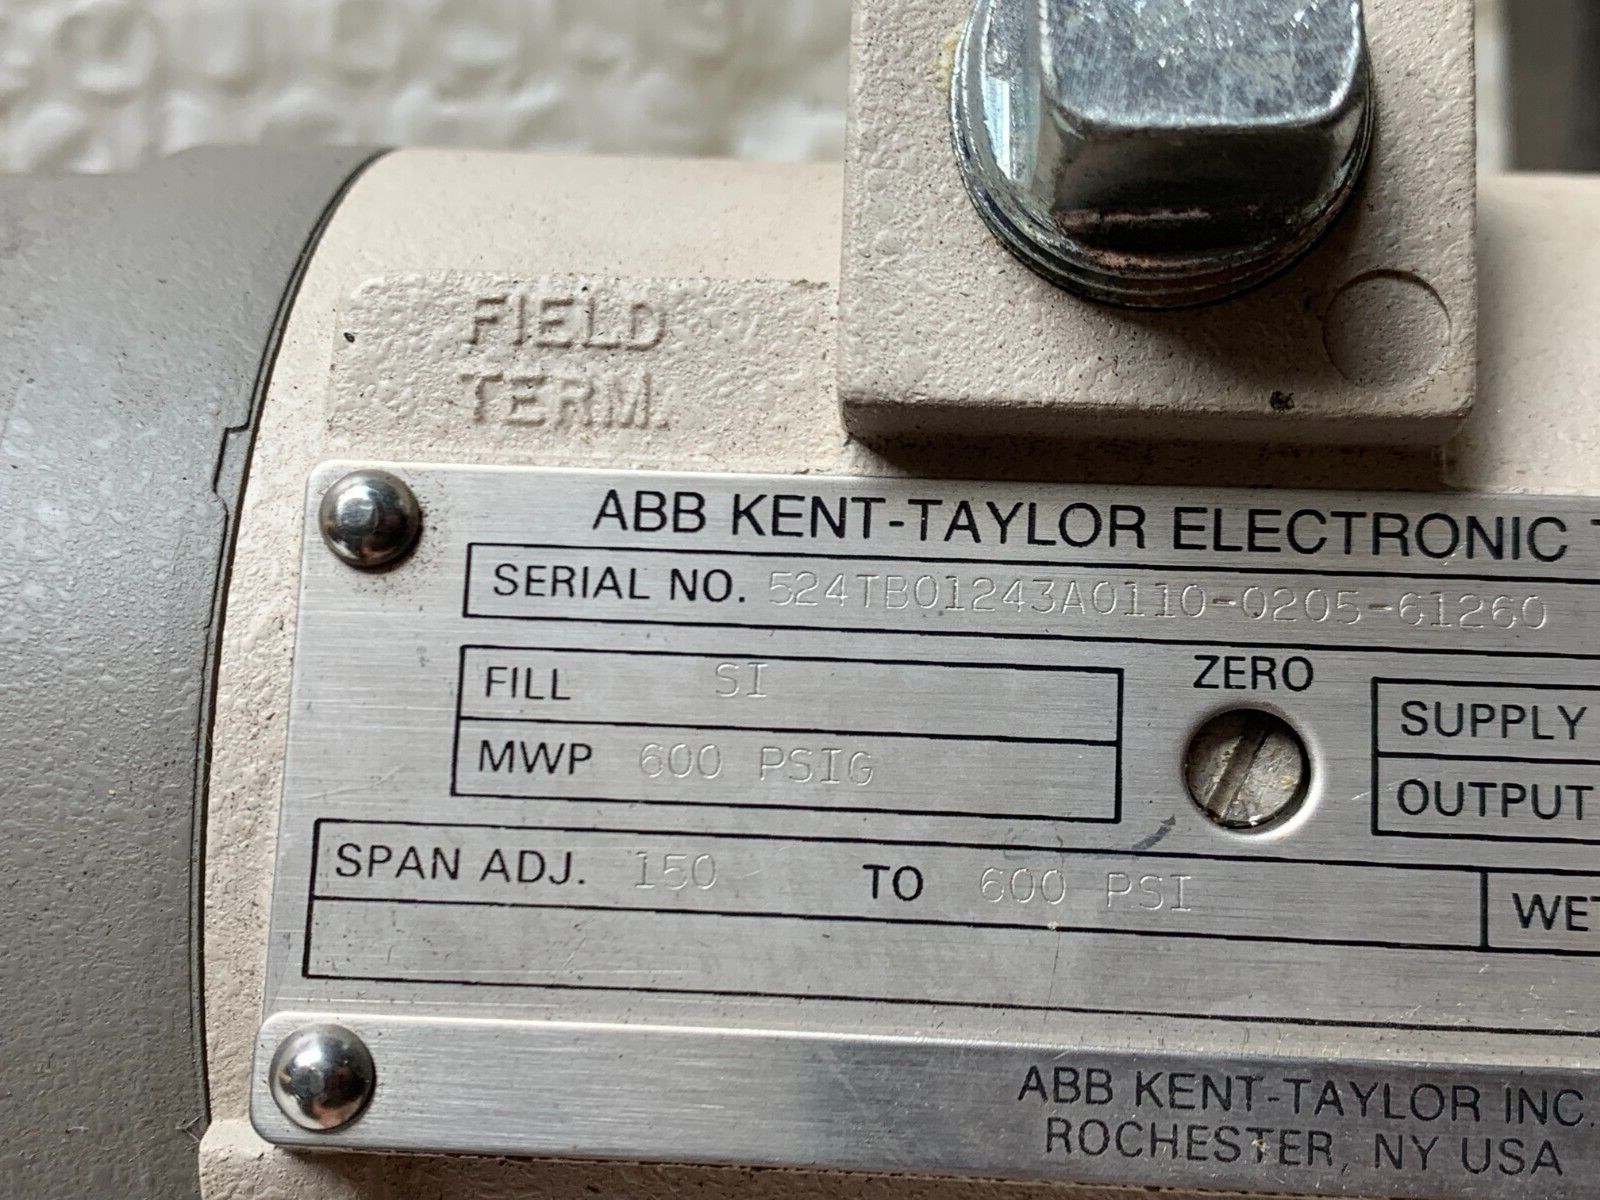 FIELD
TERM.
ABB KENT-TAYLOR ELECTRONIC
SERIAL NO. 524TB01243A0110-0205-61260
FILL SI
MWP 600 PSIG
ZERO
SUPPLY
OUTPUT
SPAN ADJ. 150 TO 600 PSI
ABB KENT-TAYLOR INC.
ROCHESTER, NY USA